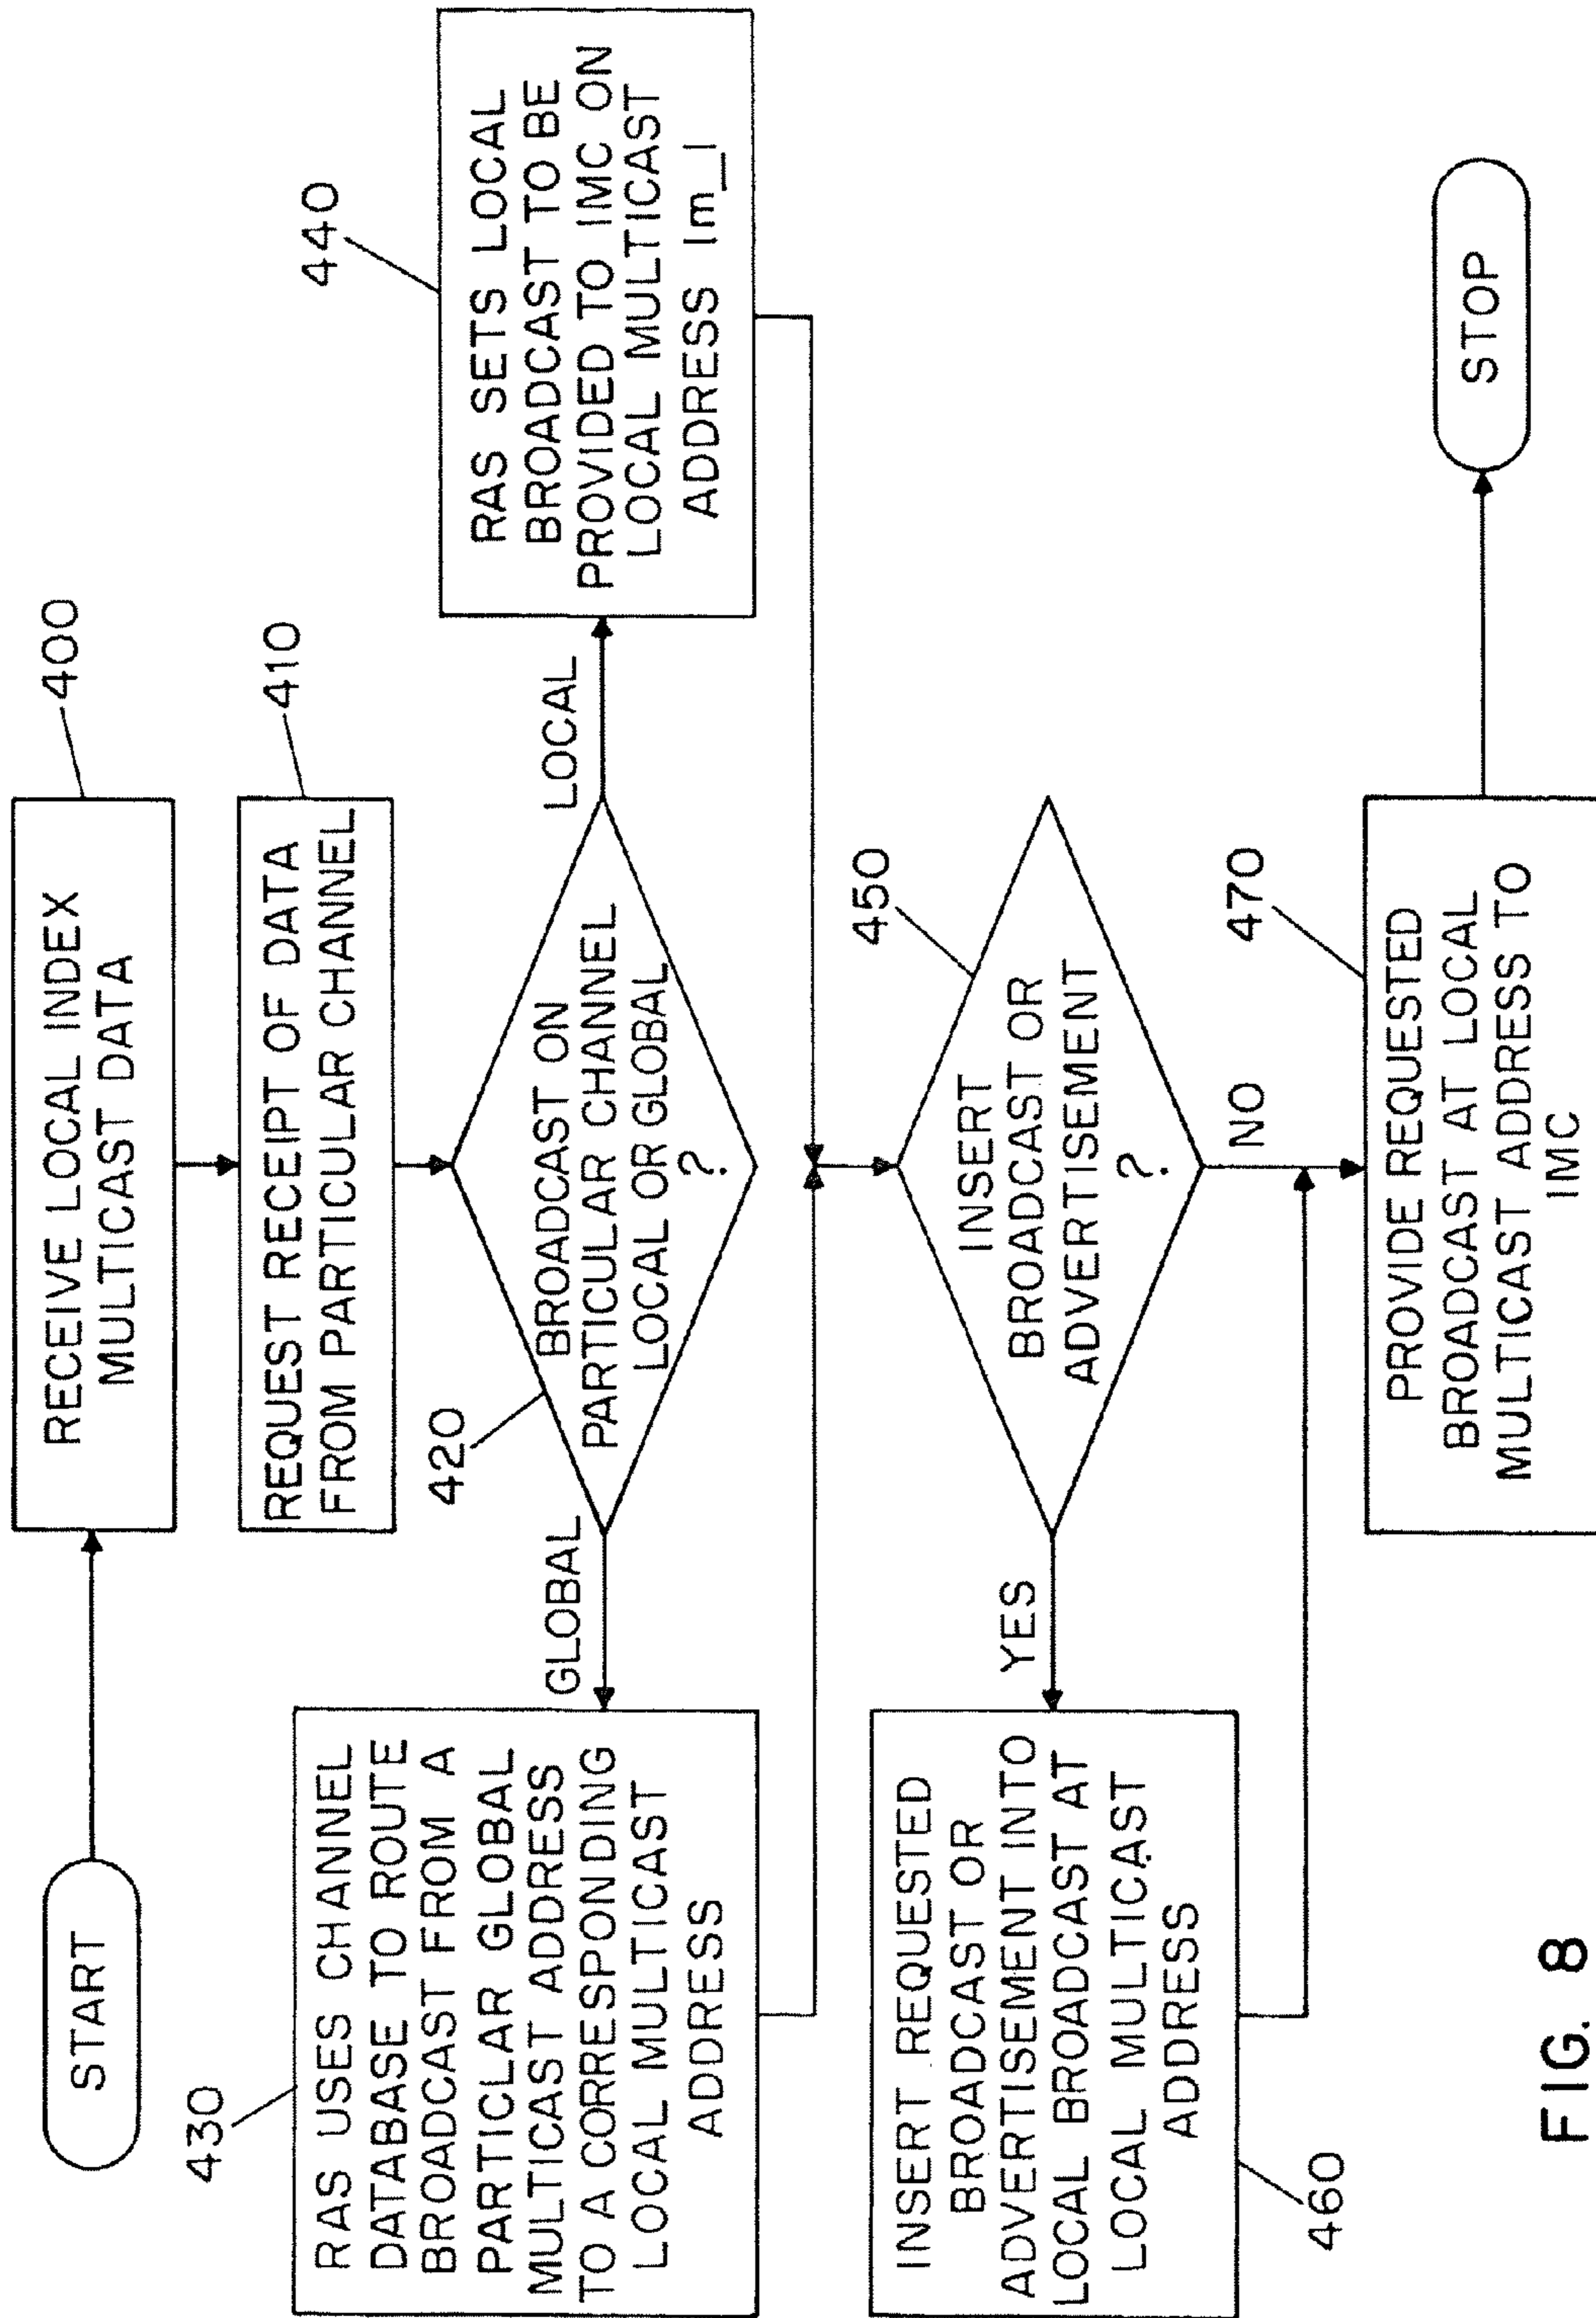 START
RECEIVE LOCAL INDEX
MULTICAST DATA
400
REQUEST RECEIPT OF DATA
FROM PARTICULAR CHANNEL
410
420
BROADCAST ON
PARTICULAR CHANNEL
LOCAL OR GLOBAL
?
GLOBAL
LOCAL
430
RAS USES CHANNEL
DATABASE TO ROUTE
BROADCAST FROM A
PARTICLAR GLOBAL
MULTICAST ADDRESS
TO A CORRESPONDING
LOCAL MULTICAST
ADDRESS
440
RAS SETS LOCAL
BROADCAST TO BE
PROVIDED TO IMC ON
LOCAL MULTICAST
ADDRESS lm_l
450
INSERT
BROADCAST OR
ADVERTISEMENT
?
YES
NO
INSERT REQUESTED
BROADCAST OR
ADVERTISEMENT INTO
LOCAL BROADCAST AT
LOCAL MULTICAST
ADDRESS
460
470
PROVIDE REQUESTED
BROADCAST AT LOCAL
MULTICAST ADDRESS TO
IMC
STOP
FIG. 8